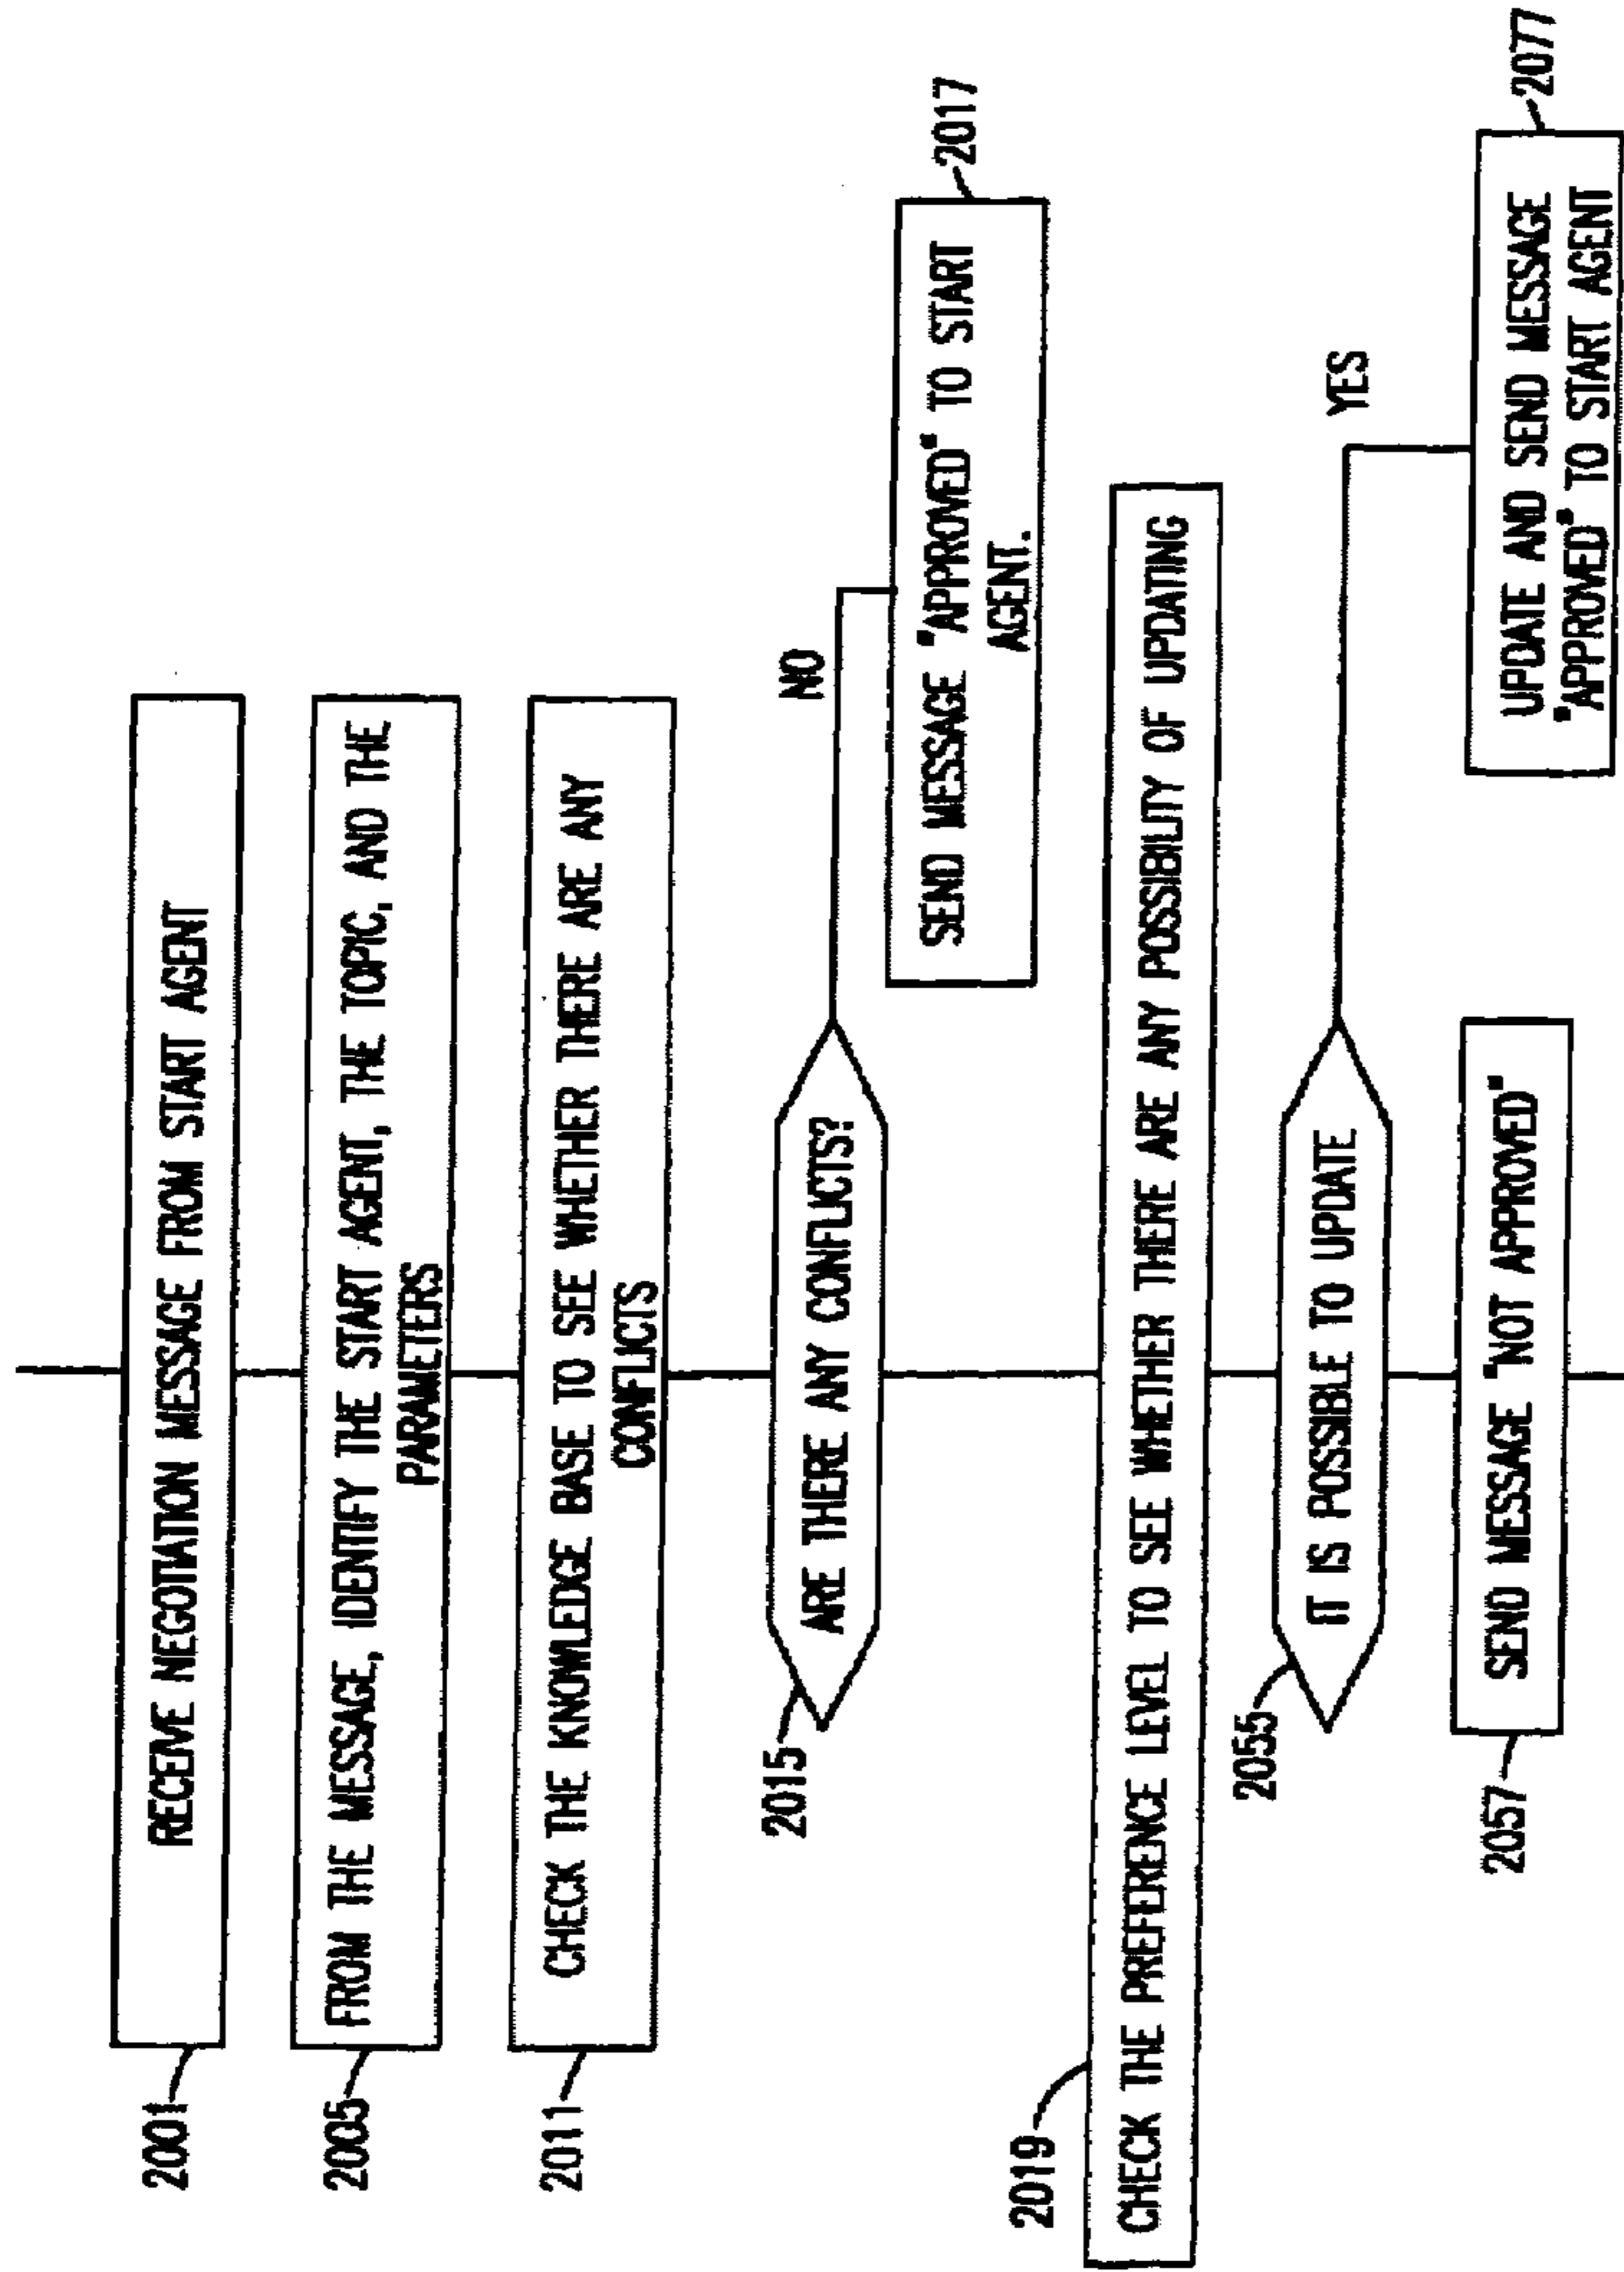 2001
RECEIVE NEGOTIATION MESSAGE FROM START AGENT
2005
FROM THE MESSAGE, IDENTIFY THE START AGENT, THE TOPIC, AND THE
PARAMETERS
2011
CHECK THE KNOWLEDGE BASE TO SEE WHETHER THERE ARE ANY
CONFLICTS
2015
ARE THERE ANY CONFLICTS?
NO
SEND MESSAGE "APPROVED" TO START
AGENT.
2017
2019
CHECK THE PREFERENCE LEVEL TO SEE WHETHER THERE ARE ANY POSSIBILITY OF UPDATING
2055
IT IS POSSIBLE TO UPDATE
YES
2057
SEND MESSAGE "NOT APPROVED"
UPDATE AND SEND MESSAGE
"APPROVED" TO START AGENT
2077